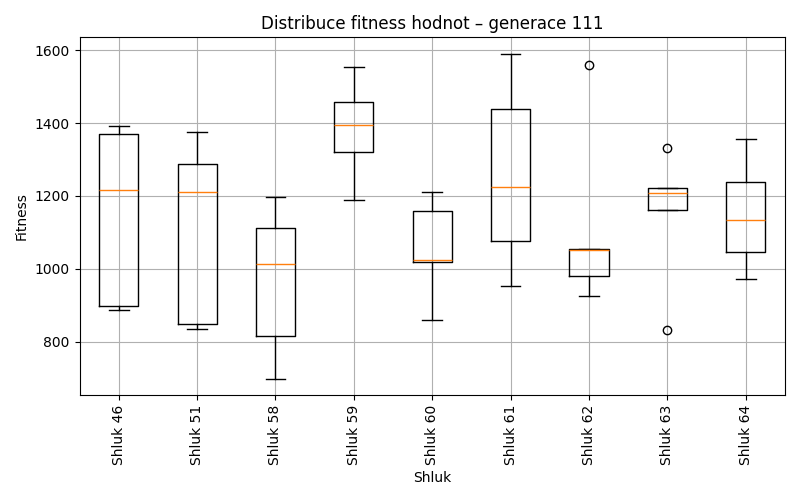 Distribuce fitness hodnot – generace 111
Fitness
1600
1400
1200
1000
800
Shluk 46
Shluk 51
Shluk 58
Shluk 59
Shluk 60
Shluk 61
Shluk 62
Shluk 63
Shluk 64
Shluk